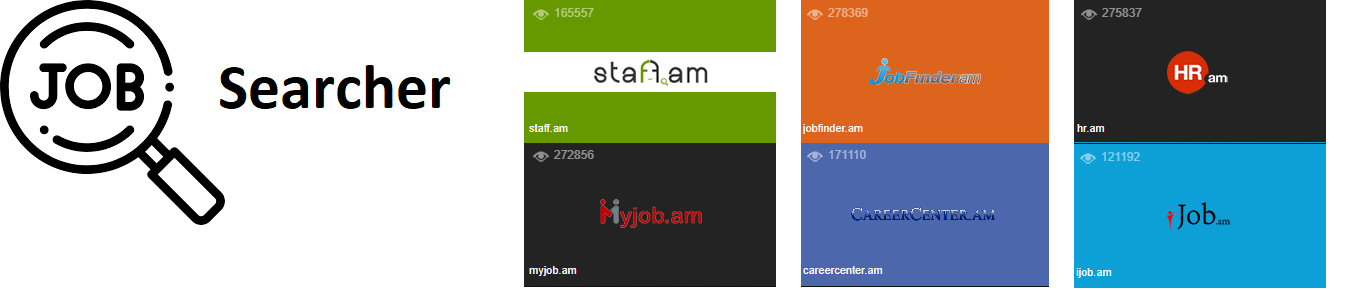 JOB
Searcher
165557
staff.am
staff.am
278369
JobFinder.am
jobfinder.am
275837
HR am
hr.am
272856
Myjob.am
myjob.am
171110
CAREERCENTER.AM
careercenter.am
121192
iJob.am
ijob.am